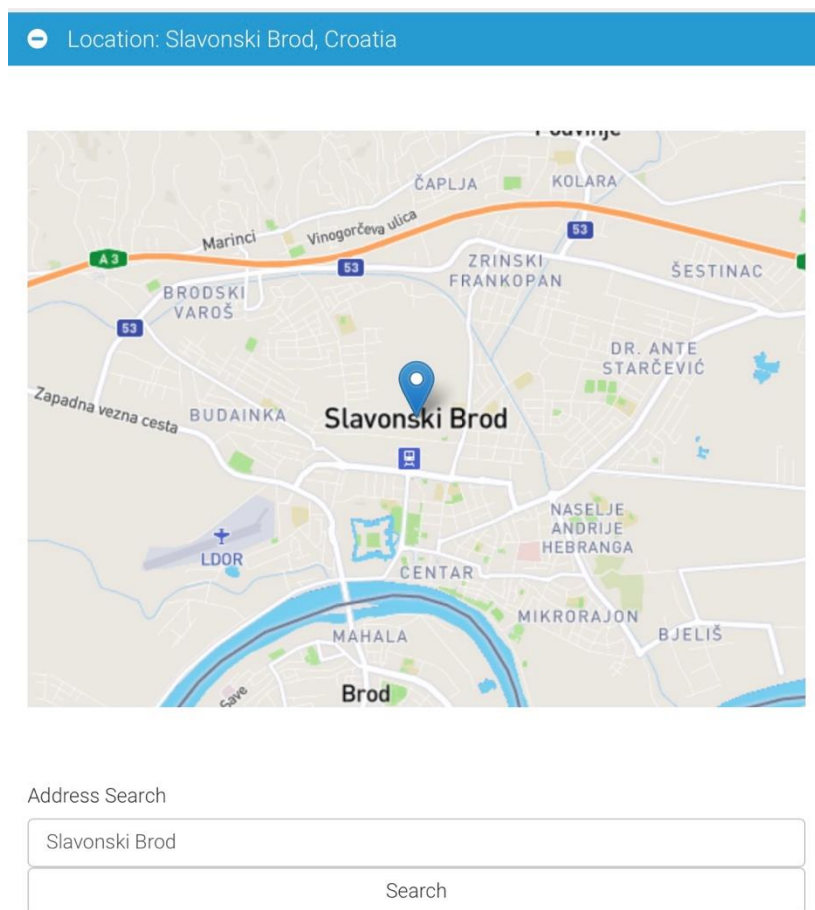 Location: Slavonski Brod, Croatia
Podvinje
ČAPLJA
KOLARA
Marinci
Vinogorčeva ulica
53
A3
53
ZRINSKI
FRANKOPAN
ŠESTINAC
BRODSKI
VAROŠ
53
DR. ANTE
STARČEVIĆ
Zapadna vezna cesta
BUDAINKA
Slavonski Brod
NASELJE
ANDRIJE
HEBRANGA
LDOR
CENTAR
MIKRORAJON
MAHALA
BJELIŠ
Save
Brod
Address Search
Slavonski Brod
Search